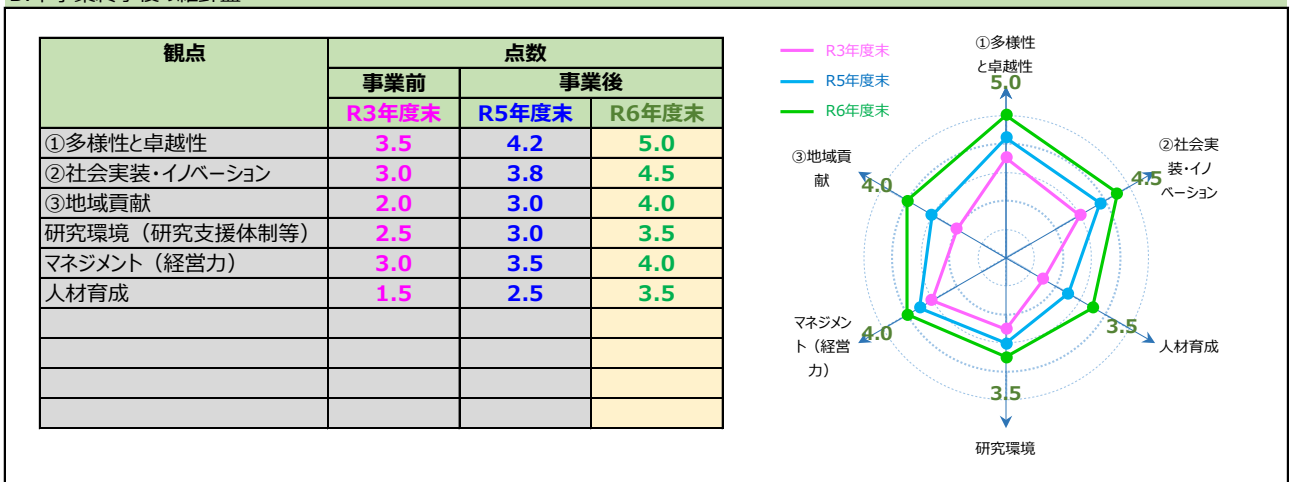 観点 点数
事業前 事業後
R3年度末 R5年度末 R6年度末
①多様性と卓越性 3.5 4.2 5.0
②社会実装・イノベーション 3.0 3.8 4.5
③地域貢献 2.0 3.0 4.0
研究環境（研究支援体制等） 2.5 3.0 3.5
マネジメント（経営力） 3.0 3.5 4.0
人材育成 1.5 2.5 3.5
R3年度末
R5年度末
R6年度末
①多様性
と卓越性
5.0
②社会実
装・イノ
ベーション
4.5
人材育成
3.5
研究環境
3.5
マネジメン
ト（経営
力）
4.0
③地域貢
献
4.0